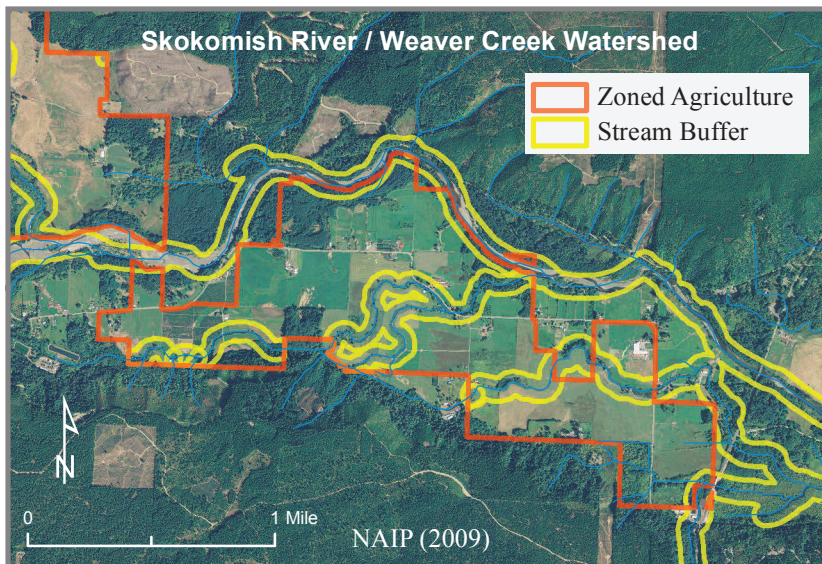 Skokomish River / Weaver Creek Watershed
Zoned Agriculture
Stream Buffer
N
0
1 Mile
NAIP (2009)